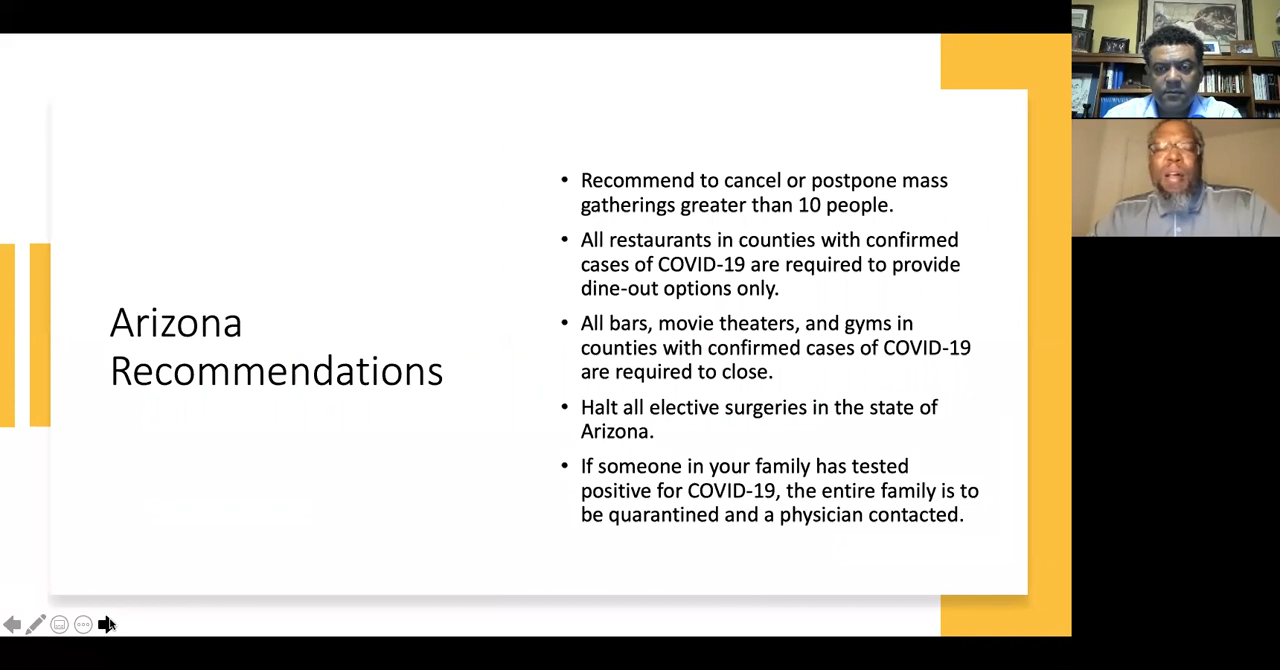 Arizona
Recommendations
• Recommend to cancel or postpone mass
gatherings greater than 10 people.
• All restaurants in counties with confirmed
cases of COVID-19 are required to provide
dine-out options only.
• All bars, movie theaters, and gyms in
counties with confirmed cases of COVID-19
are required to close.
• Halt all elective surgeries in the state of
Arizona.
• If someone in your family has tested
positive for COVID-19, the entire family is to
be quarantined and a physician contacted.